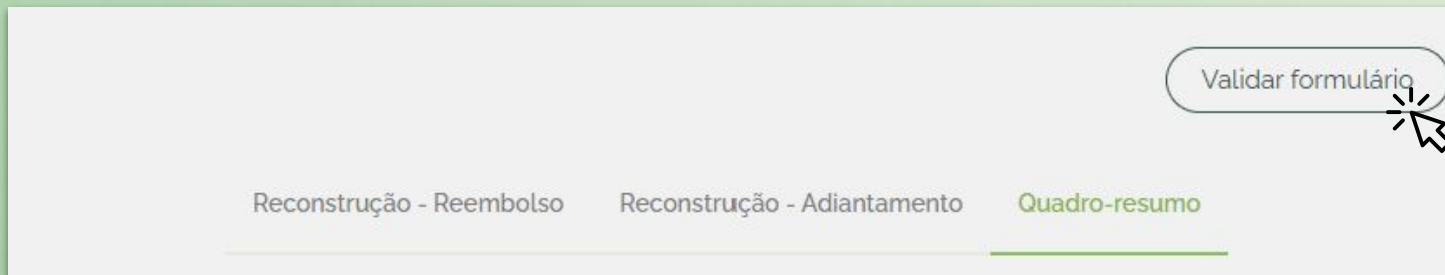 Validar formulário
Reconstrução - Reembolso Reconstrução - Adiantamento Quadro-resumo